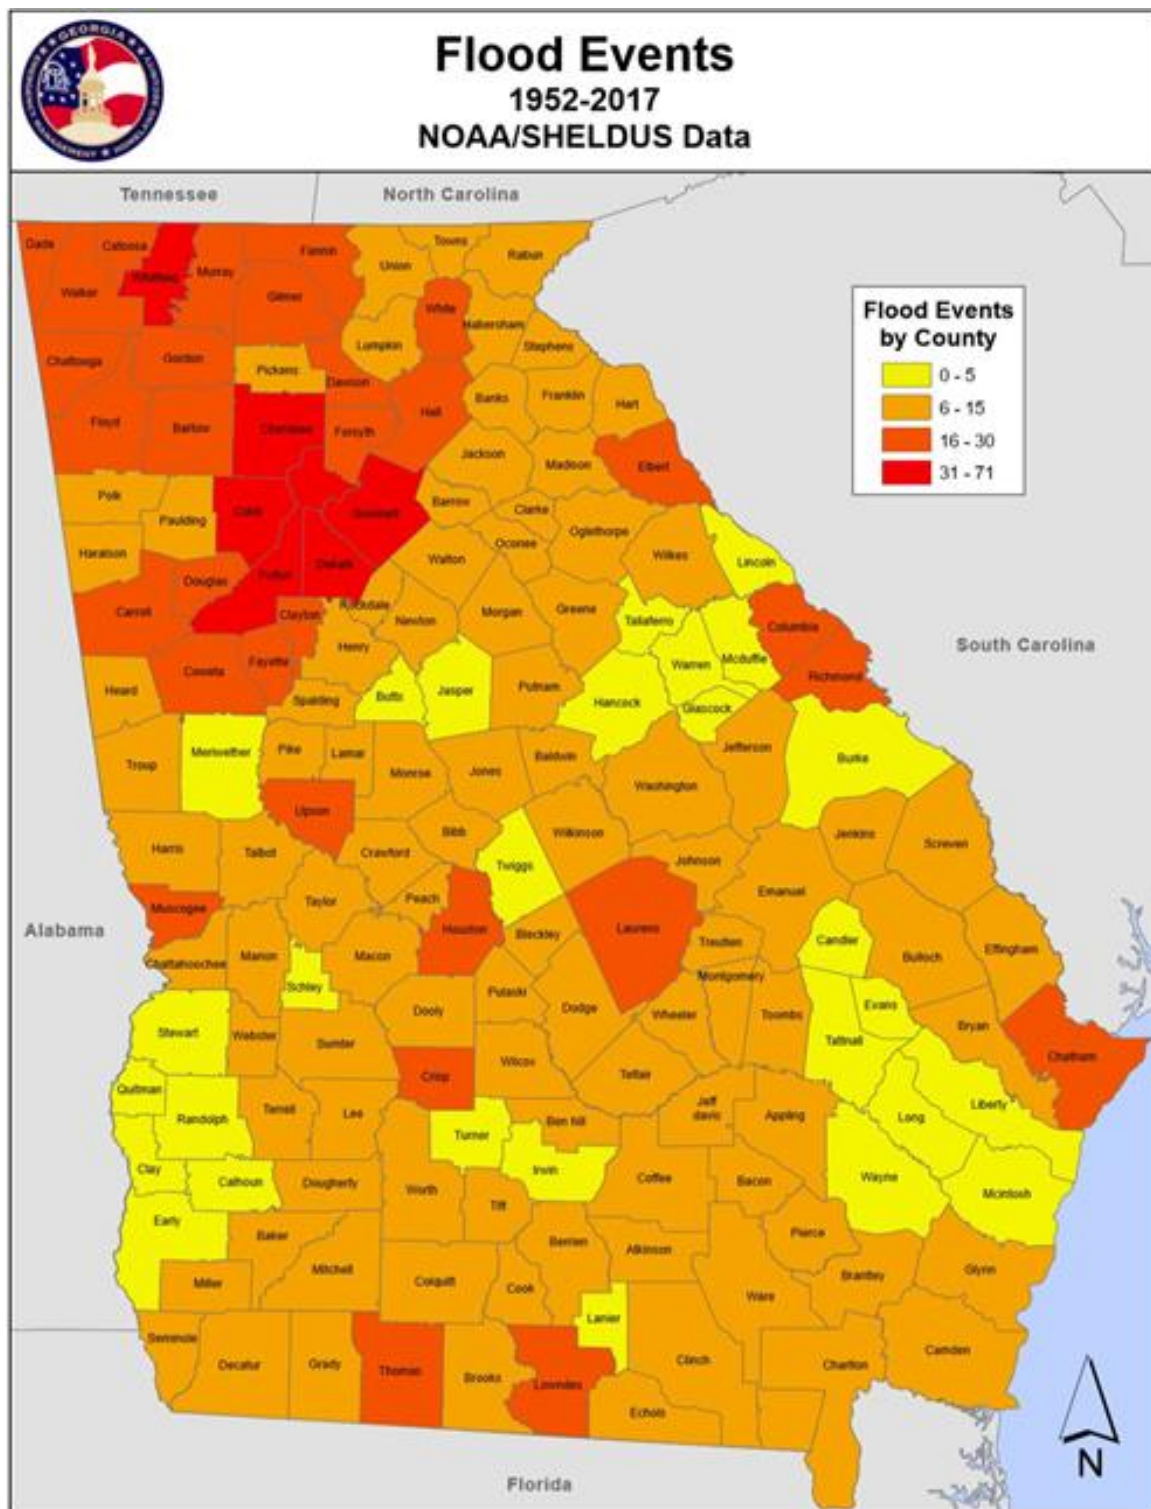 Flood Events
1952-2017
NOAA/SHELDUS Data
GEORGIA
Tennessee
North Carolina
Dade
Catoosa
Fannin
Towns
Rabun
Union
Murray
Walker
Gilmer
White
Habersham
Lumpkin
Stephens
Chattooga
Gordon
Pickens
Dawson
Banks
Franklin
Hart
Hall
Floyd
Bartow
Cherokee
Forsyth
Jackson
Madison
Elbert
Flood Events
by County
0 - 5
6 - 15
16 - 30
31 - 71
Polk
Paulding
Cobb
Gwinnett
Barrow
Clarke
Oglethorpe
Haralson
Oconee
Wilkes
Lincoln
Walton
Douglas
Fulton
Dekalb
Carroll
Clayton
Rockdale
Newton
Morgan
Greene
Taliaferro
Columbia
South Carolina
Henry
Fayette
Coweta
Warren
Mcduffie
Richmond
Heard
Spalding
Butts
Jasper
Putnam
Hancock
Glascock
Meriwether
Pike
Lamar
Monroe
Jones
Baldwin
Jefferson
Burke
Troup
Washington
Upson
Bibb
Wilkinson
Jenkins
Screven
Harris
Talbot
Crawford
Twiggs
Johnson
Emanuel
Taylor
Peach
Muscogee
Houston
Laurens
Alabama
Bleckley
Treutlen
Candler
Effingham
Chattahoochee
Marion
Macon
Bulloch
Schley
Pulaski
Montgomery
Dooly
Dodge
Wheeler
Toombs
Evans
Bryan
Stewart
Webster
Sumter
Tattnall
Chatham
Crisp
Wilcox
Telfair
Quitman
Randolph
Terrell
Lee
Jeff
davis
Appling
Long
Liberty
Turner
Ben hill
Irwin
Clay
Calhoun
Dougherty
Worth
Tift
Coffee
Bacon
Wayne
Mcintosh
Early
Baker
Berrien
Atkinson
Pierce
Mitchell
Miller
Colquitt
Cook
Ware
Brantley
Glynn
Lanier
Seminole
Decatur
Grady
Thomas
Brooks
Lowndes
Clinch
Charlton
Camden
Echols
N
Florida